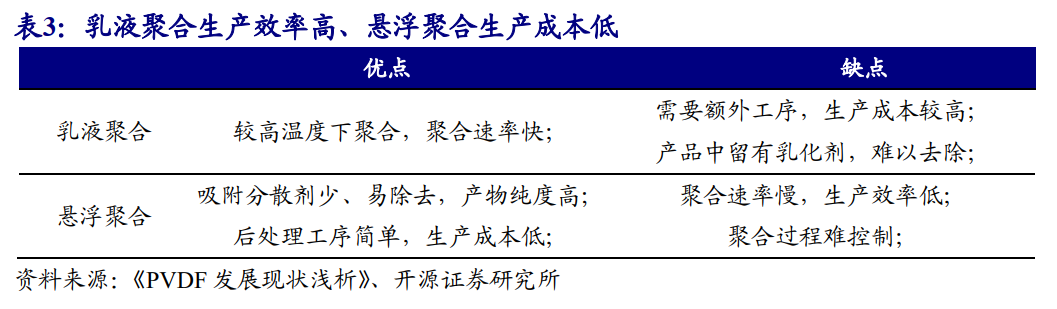 表3：乳液聚合生产效率高、悬浮聚合生产成本低
优点 缺点
乳液聚合 较高温度下聚合，聚合速率快； 需要额外工序，生产成本较高；
产品中留有乳化剂，难以去除；
悬浮聚合 吸附分散剂少、易除去，产物纯度高； 聚合速率慢，生产效率低；
后处理工序简单，生产成本低； 聚合过程难控制；
资料来源：《PVDF 发展现状浅析》、开源证券研究所